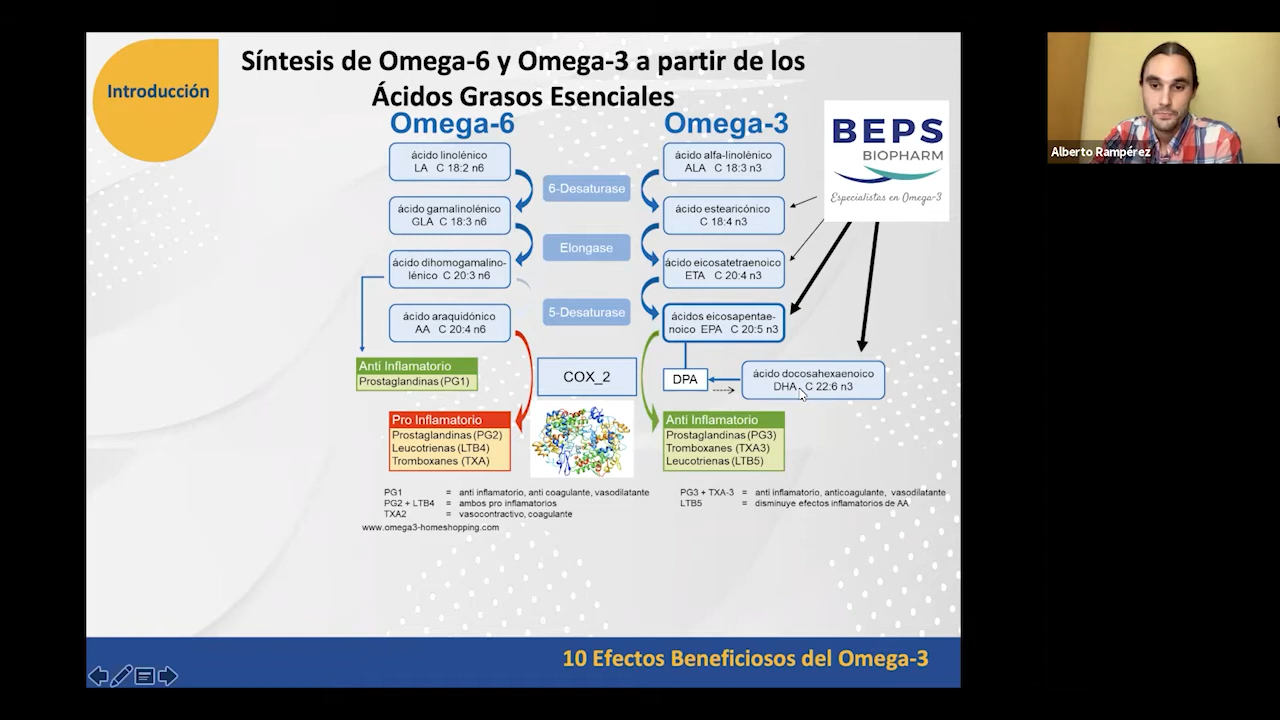 Introducción
Síntesis de Omega-6 y Omega-3 a partir de los
Ácidos Grasos Esenciales
Omega-6
Omega-3
BEPS
BIOPHARM
Especialistas en Omega-3
ácido linolénico
LA C 18:2 n6
6-Desaturase
ácido alfa-linolénico
ALA C 18:3 n3
ácido gamalinolénico
GLA C 18:3 n6
Elongase
ácido estearicónico
C 18:4 n3
ácido dihomogamalino-
lénico C 20:3 n6
ácido eicosatetraenoico
ETA C 20:4 n3
5-Desaturase
ácido araquidónico
AA C 20:4 n6
ácidos eicosapentae-
noico EPA C 20:5 n3
Anti Inflamatorio
Prostaglandinas (PG1)
COX_2
DPA
ácido docosahexaenoico
DHA C 22:6 n3
Pro Inflamatorio
Prostaglandinas (PG2)
Leucotrienas (LTB4)
Tromboxanes (TXA)
Anti Inflamatorio
Prostaglandinas (PG3)
Tromboxanes (TXA3)
Leucotrienas (LTB5)
PG1 = anti inflamatorio, anti coagulante, vasodilatante
PG2 + LTB4 = ambos pro inflamatorios
TXA2 = vasocontractivo, coagulante
www.omega3-homeshopping.com
PG3 + TXA-3 = anti inflamatorio, anticoagulante, vasodilatante
LTB5 = disminuye efectos inflamatorios de AA
10 Efectos Beneficiosos del Omega-3
Alberto Rampérez